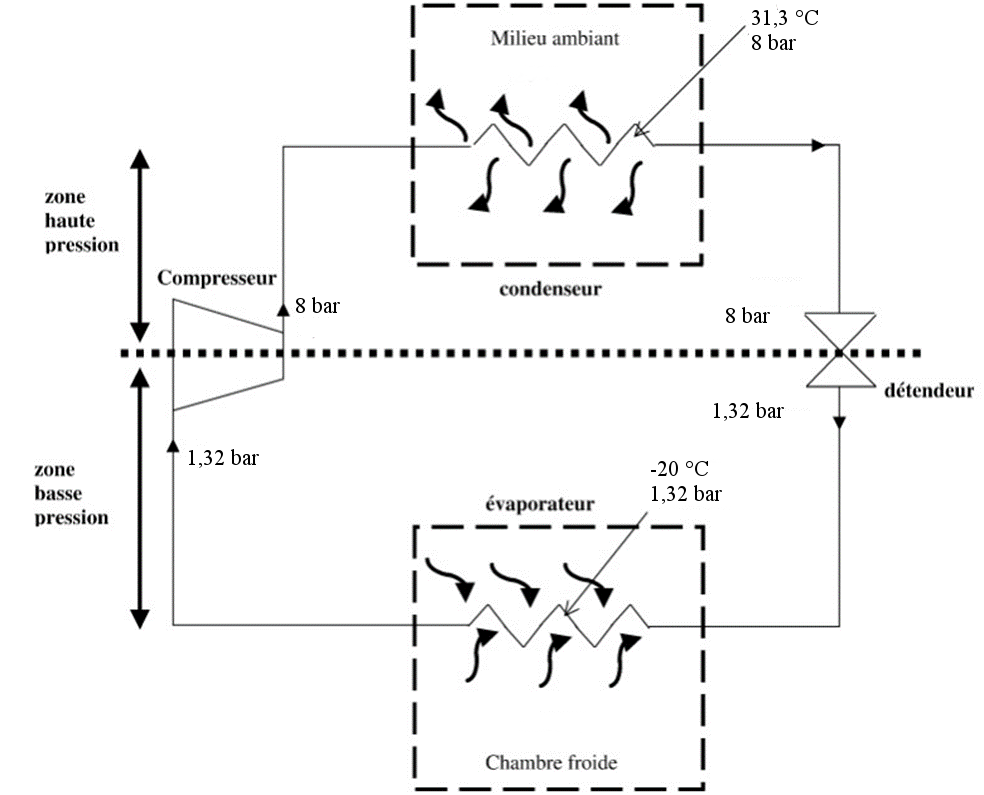 31,3 °C
8 bar
Milieu ambiant
zone
haute
pression
Compresseur
condenseur
8 bar
8 bar
détendeur
1,32 bar
1,32 bar
zone
basse
pression
-20 °C
1,32 bar
évaporateur
Chambre froide